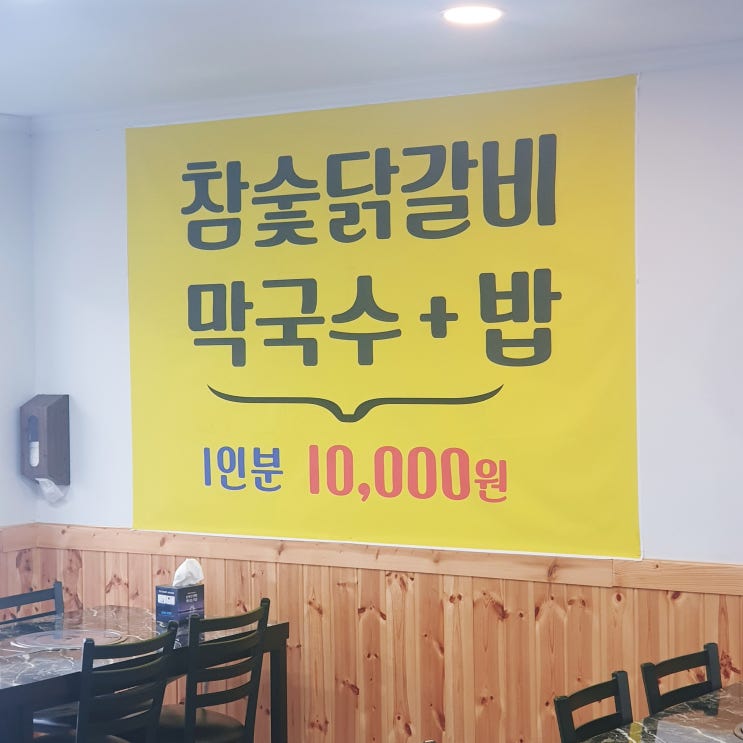 참숯닭갈비
막국수 + 밥
1인분 10,000원